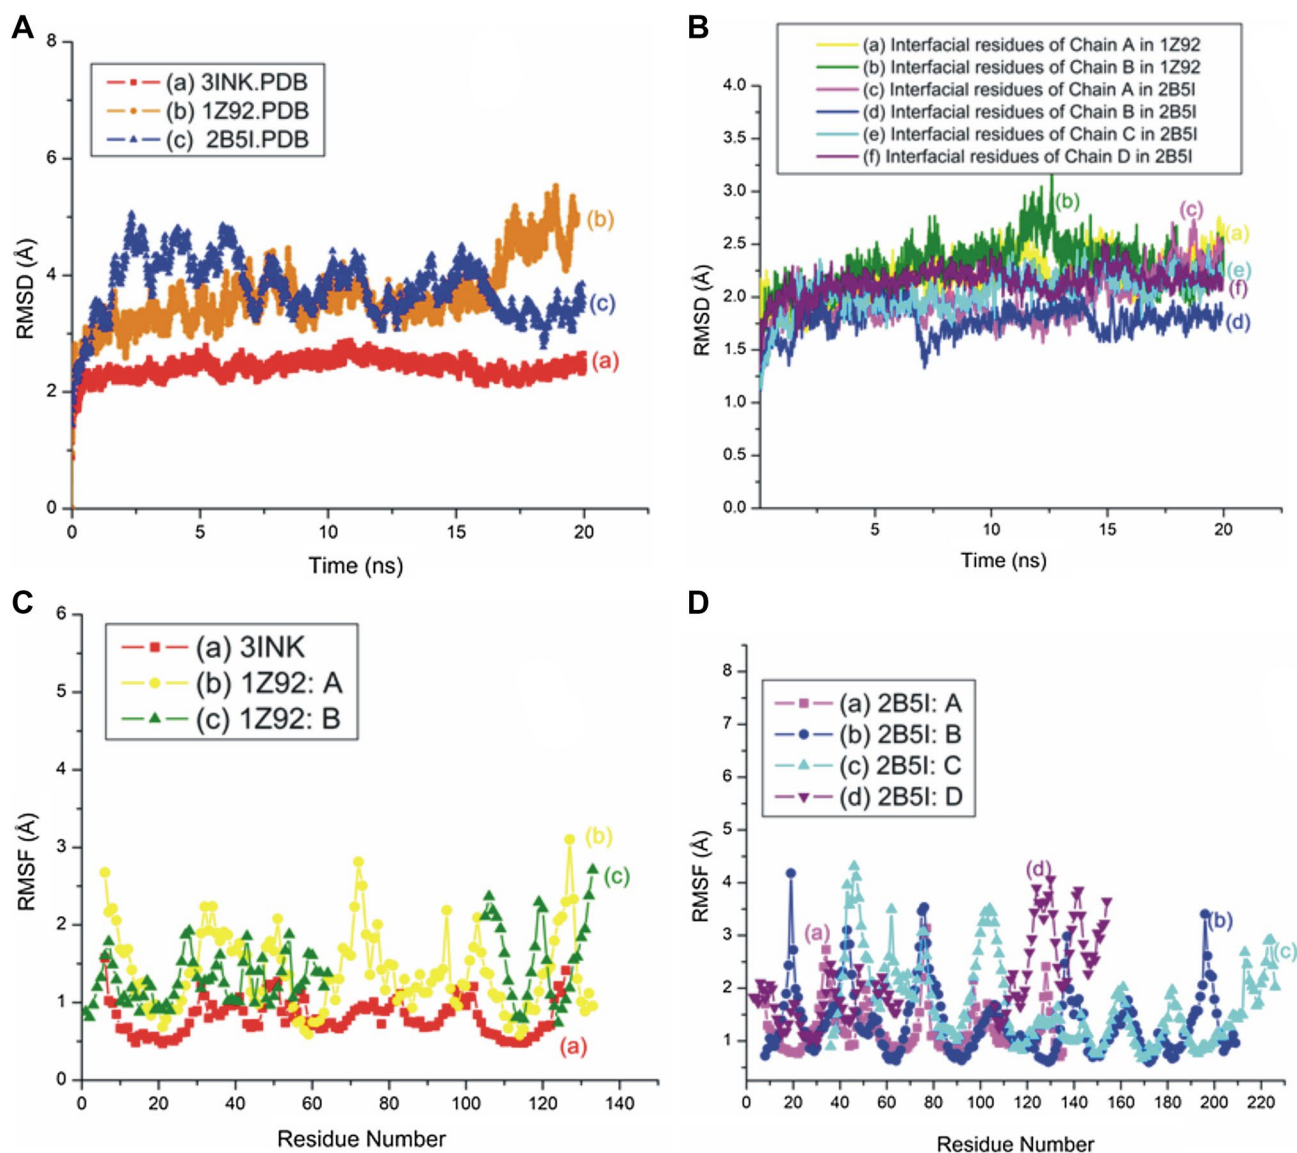 A
8
6
4
2
0
RMSD (Å)
(a) 3INK.PDB
(b) 1Z92.PDB
(c) 2B5I.PDB
(b)
(c)
(a)
0 5 10 15 20
Time (ns)
B
(a) Interfacial residues of Chain A in 1Z92
(b) Interfacial residues of Chain B in 1Z92
(c) Interfacial residues of Chain A in 2B5I
(d) Interfacial residues of Chain B in 2B5I
(e) Interfacial residues of Chain C in 2B5I
(f) Interfacial residues of Chain D in 2B5I
4.0
3.5
3.0
2.5
2.0
1.5
1.0
0.5
0.0
RMSD (Å)
(b)
(c)
(a)
(e)
(f)
(d)
5 10 15 20
Time (ns)
C
6
5
4
3
2
1
0
RMSF (Å)
(a) 3INK
(b) 1Z92: A
(c) 1Z92: B
(b)
(c)
(a)
0 20 40 60 80 100 120 140
Residue Number
D
8
7
6
5
4
3
2
1
RMSF (Å)
(a) 2B5I: A
(b) 2B5I: B
(c) 2B5I: C
(d) 2B5I: D
(d)
(a)
(b)
(c)
0 20 40 60 80 100 120 140 160 180 200 220
Residue Number